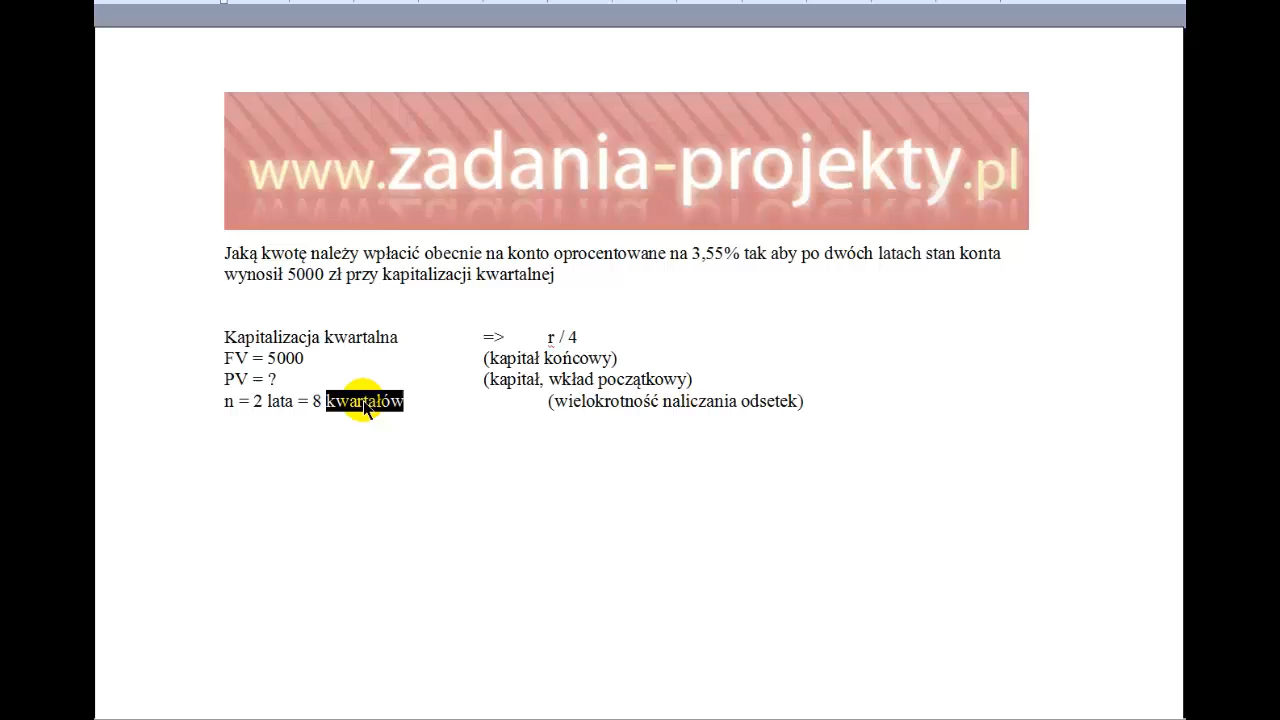 www.zadania-projekty.pl
Jaką kwotę należy wpłacić obecnie na konto oprocentowane na 3,55% tak aby po dwóch latach stan konta
wynosił 5000 zł przy kapitalizacji kwartalnej
Kapitalizacja kwartalna => r / 4
FV = 5000 (kapitał końcowy)
PV = ? (kapitał, wkład początkowy)
n = 2 lata = 8 kwartałów (wielokrotność naliczania odsetek)